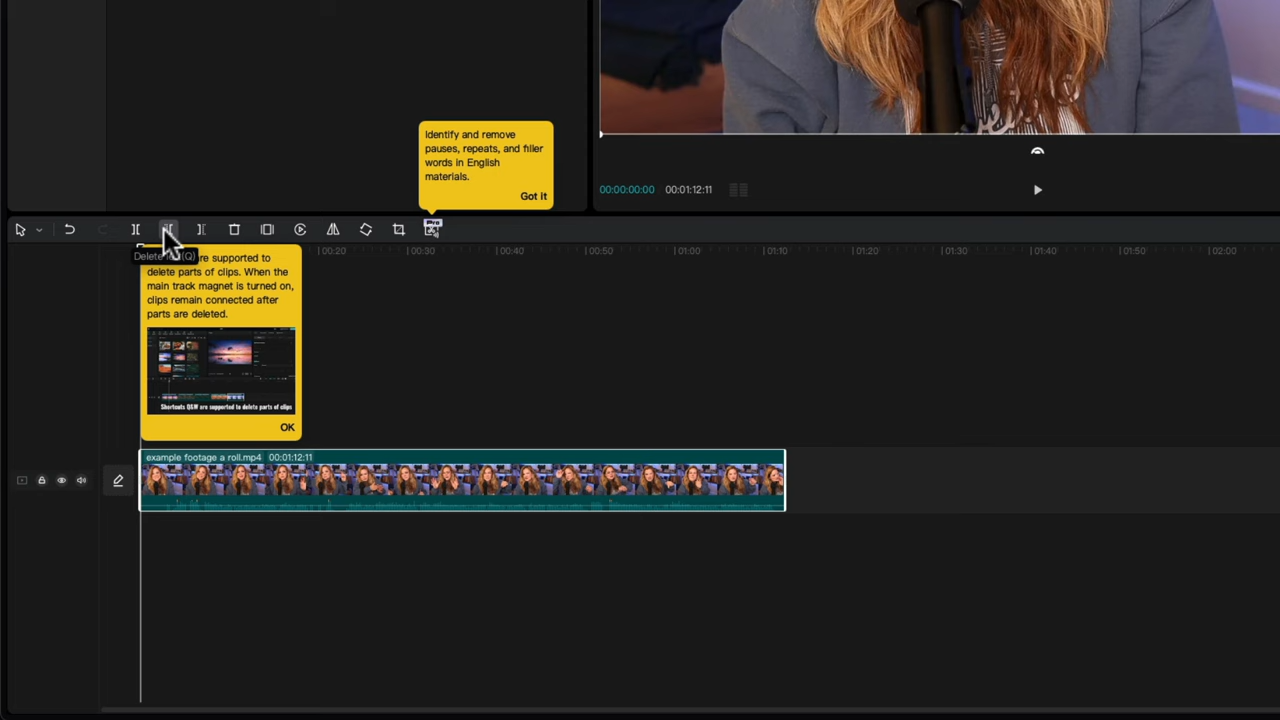 Identify and remove
pauses, repeats, and filler
words in English
materials.
Got it
00:00:00:00 00:01:12:11
Pro
00:20 00:30 00:40 00:50 01:00 01:10 01:20 01:30 01:40 01:50 02:00
Delete (Q)
are supported to
delete parts of clips. When the
main track magnet is turned on,
clips remain connected after
parts are deleted.
Shortcuts Q&W are supported to delete parts of clips
OK
example footage a roll.mp4 00:01:12:11